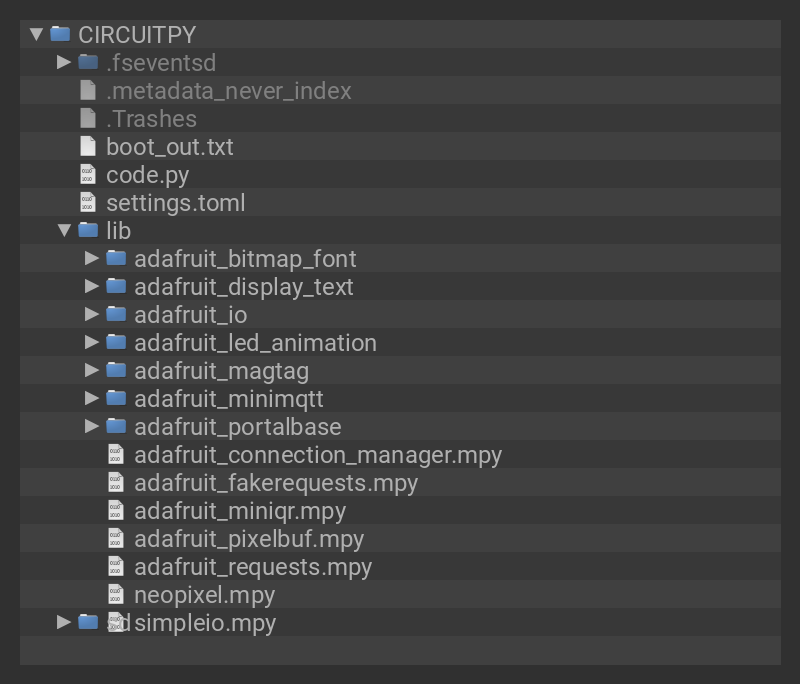 CIRCUITPY
.fseventsd
.metadata_never_index
.Trashes
boot_out.txt
code.py
settings.toml
lib
adafruit_bitmap_font
adafruit_display_text
adafruit_io
adafruit_led_animation
adafruit_magtag
adafruit_minimqtt
adafruit_portalbase
adafruit_connection_manager.mpy
adafruit_fakerequests.mpy
adafruit_miniqr.mpy
adafruit_pixelbuf.mpy
adafruit_requests.mpy
neopixel.mpy
sd simpleio.mpy